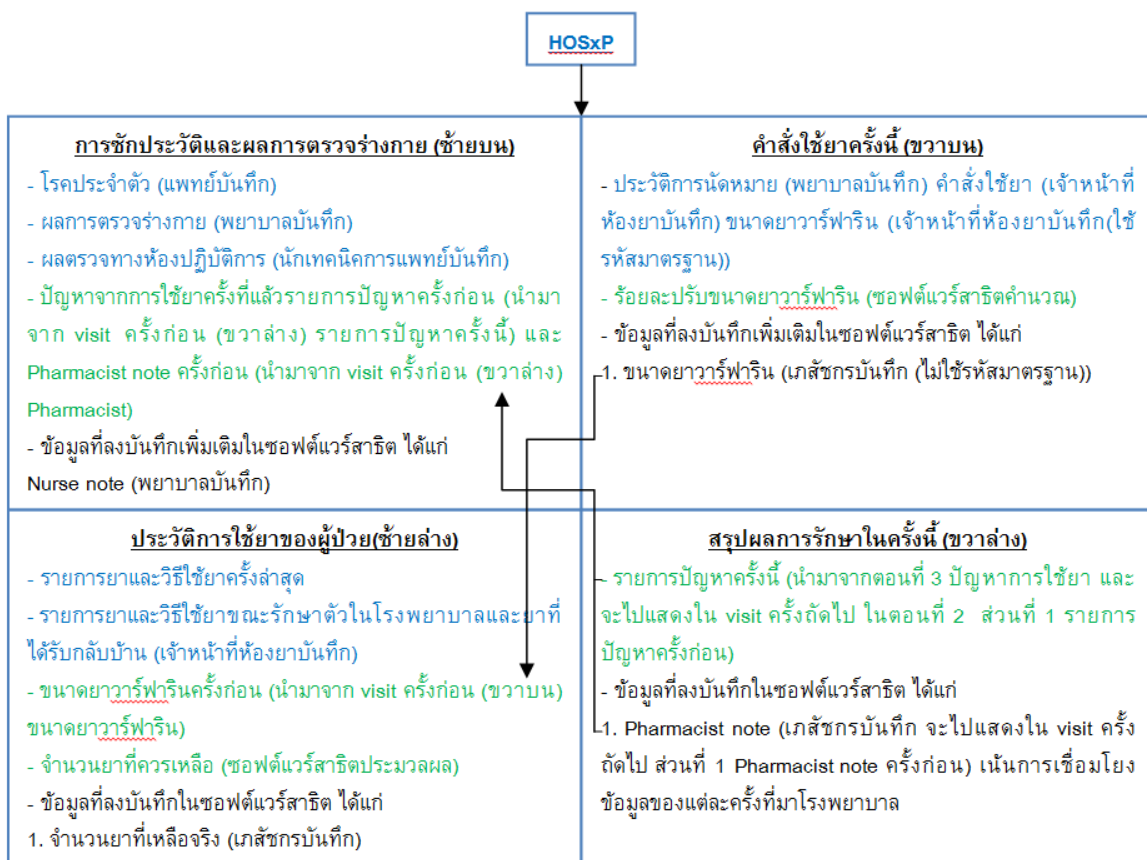 HOSxP
การซักประวัติและผลการตรวจร่างกาย (ซ้ายบน)
- โรคประจำตัว (แพทย์บันทึก)
- ผลการตรวจร่างกาย (พยาบาลบันทึก)
- ผลตรวจทางห้องปฏิบัติการ (นักเทคนิคการแพทย์บันทึก)
- ปัญหาจากการใช้ยาครั้งที่แล้วรายการปัญหาครั้งก่อน (นำมา
จาก visit ครั้งก่อน (ขวาล่าง) รายการปัญหาครั้งนี้) และ
Pharmacist note ครั้งก่อน (นำมาจาก visit ครั้งก่อน (ขวาล่าง)
Pharmacist)
- ข้อมูลที่ลงบันทึกเพิ่มเติมในซอฟต์แวร์สาธิต ได้แก่
Nurse note (พยาบาลบันทึก)
คำสั่งใช้ยาครั้งนี้ (ขวาบน)
- ประวัติการนัดหมาย (พยาบาลบันทึก) คำสั่งใช้ยา (เจ้าหน้าที่
ห้องยาบันทึก) ขนาดยาวาร์ฟาริน (เจ้าหน้าที่ห้องยาบันทึก(ใช้
รหัสมาตรฐาน))
- ร้อยละปรับขนาดยาวาร์ฟาริน (ซอฟต์แวร์สาธิตคำนวณ)
- ข้อมูลที่ลงบันทึกเพิ่มเติมในซอฟต์แวร์สาธิต ได้แก่
1. ขนาดยาวาร์ฟาริน (เภสัชกรบันทึก (ไม่ใช้รหัสมาตรฐาน))
ประวัติการใช้ยาของผู้ป่วย(ซ้ายล่าง)
- รายการยาและวิธีใช้ยาครั้งล่าสุด
- รายการยาและวิธีใช้ยาขณะรักษาตัวในโรงพยาบาลและยาที่
ได้รับกลับบ้าน (เจ้าหน้าที่ห้องยาบันทึก)
- ขนาดยาวาร์ฟารินครั้งก่อน (นำมาจาก visit ครั้งก่อน (ขวาบน)
ขนาดยาวาร์ฟาริน)
- จำนวนยาที่ควรเหลือ (ซอฟต์แวร์สาธิตประมวลผล)
- ข้อมูลที่ลงบันทึกในซอฟต์แวร์สาธิต ได้แก่
1. จำนวนยาที่เหลือจริง (เภสัชกรบันทึก)
สรุปผลการรักษาในครั้งนี้ (ขวาล่าง)
- รายการปัญหาครั้งนี้ (นำมาจากตอนที่ 3 ปัญหาการใช้ยา และ
จะไปแสดงใน visit ครั้งถัดไป ในตอนที่ 2 ส่วนที่ 1 รายการ
ปัญหาครั้งก่อน)
- ข้อมูลที่ลงบันทึกในซอฟต์แวร์สาธิต ได้แก่
1. Pharmacist note (เภสัชกรบันทึก จะไปแสดงใน visit ครั้ง
ถัดไป ส่วนที่ 1 Pharmacist note ครั้งก่อน) เน้นการเชื่อมโยง
ข้อมูลของแต่ละครั้งที่มาโรงพยาบาล